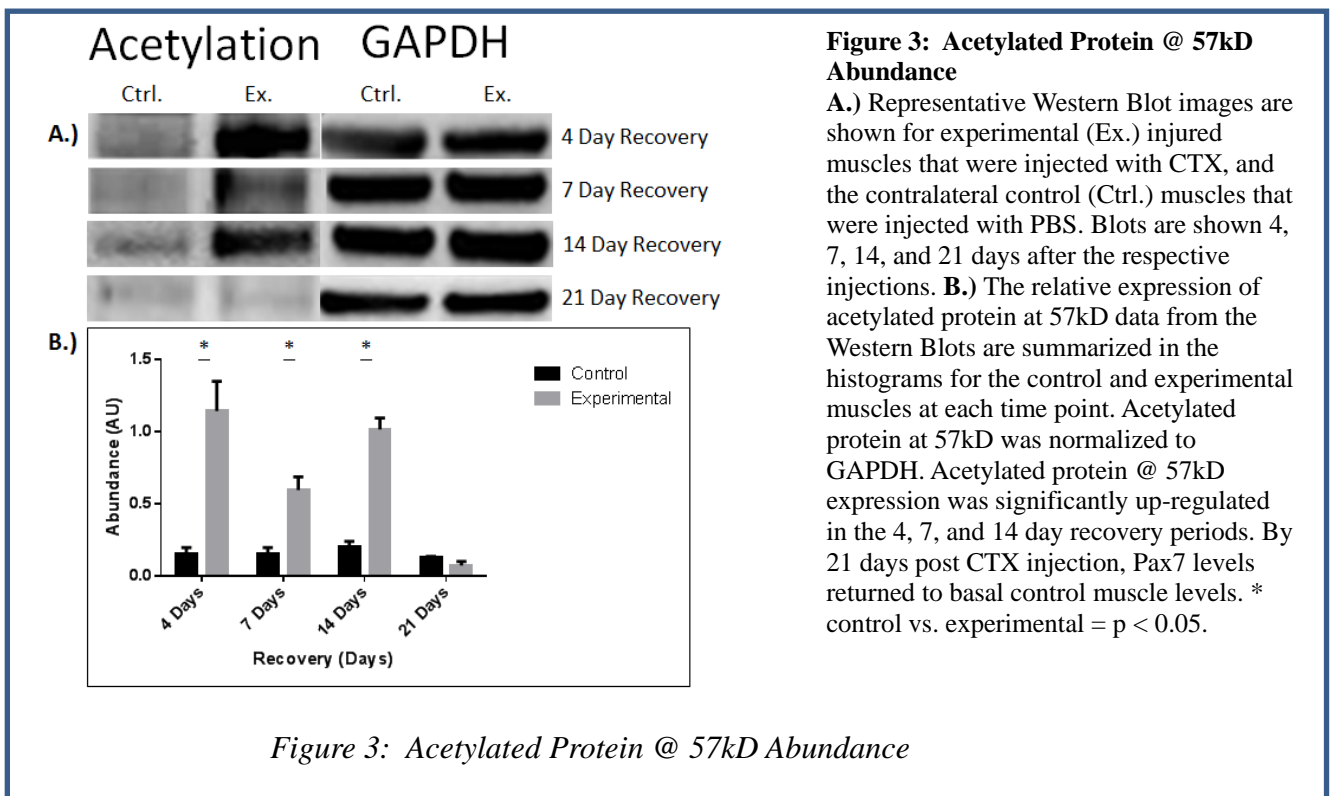 Acetylation GAPDH
Ctrl. Ex. Ctrl. Ex.
A.)
4 Day Recovery
7 Day Recovery
14 Day Recovery
21 Day Recovery
B.)
* * *
Control
Experimental
1.5
1.0
0.5
0.0
Abundance (AU)
4 Days
7 Days
14 Days
21 Days
Recovery (Days)
Figure 3: Acetylated Protein @ 57kD
Abundance
A.) Representative Western Blot images are
shown for experimental (Ex.) injured
muscles that were injected with CTX, and
the contralateral control (Ctrl.) muscles that
were injected with PBS. Blots are shown 4,
7, 14, and 21 days after the respective
injections. B.) The relative expression of
acetylated protein at 57kD data from the
Western Blots are summarized in the
histograms for the control and experimental
muscles at each time point. Acetylated
protein at 57kD was normalized to
GAPDH. Acetylated protein @ 57kD
expression was significantly up-regulated
in the 4, 7, and 14 day recovery periods. By
21 days post CTX injection, Pax7 levels
returned to basal control muscle levels. *
control vs. experimental = p < 0.05.
Figure 3: Acetylated Protein @ 57kD Abundance